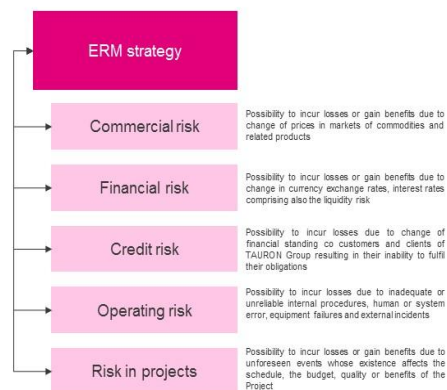 ERM strategy
Commercial risk
Possibility to incur losses or gain benefits due to
change of prices in markets of commodities and
related products
Financial risk
Possibility to incur losses or gain benefits due to
change in currency exchange rates, interest rates
comprising also the liquidity risk
Credit risk
Possibility to incur losses due to change of
financial standing co customers and clients of
TAURON Group resulting in their inability to fulfil
their obligations
Operating risk
Possibility to incur losses due to inadequate or
unreliable internal procedures, human or system
error, equipment failures and external incidents
Risk in projects
Possibility to incur losses or gain benefits due to
unforeseen events whose existence affects the
schedule, the budget, quality or benefits of the
Project